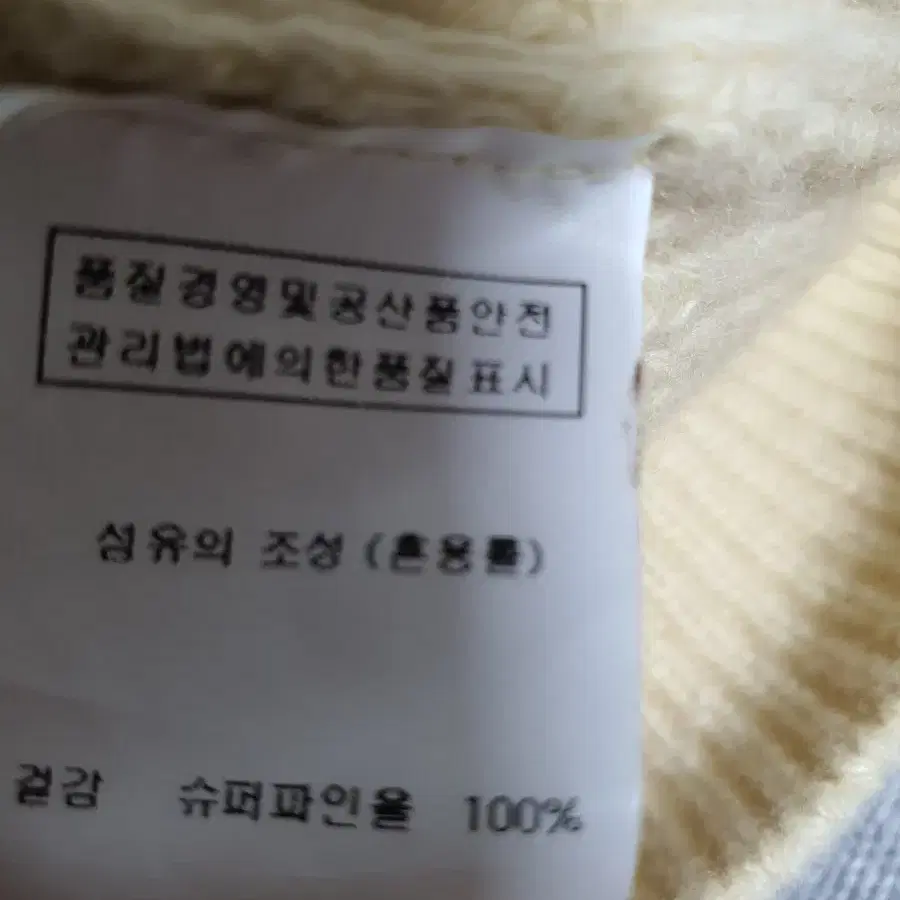 품질경영및공산품안전
관리법에의한품질표시
섬유의 조성 (혼용률)
겉감 슈퍼파인울 100%